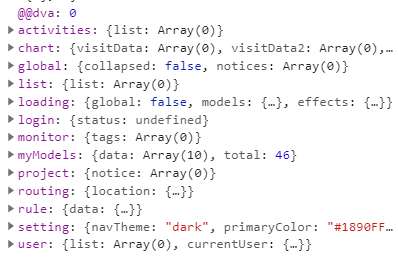 @@dva: 0
activities: {list: Array(0)}
chart: {visitData: Array(0), visitData2: Array(0),…
global: {collapsed: false, notices: Array(0)}
list: {list: Array(0)}
loading: {global: false, models: {…}, effects: {…}}
login: {status: undefined}
monitor: {tags: Array(0)}
myModels: {data: Array(10), total: 46}
project: {notice: Array(0)}
routing: {location: {…}}
rule: {data: {…}}
setting: {navTheme: "dark", primaryColor: "#1890FF…
user: {list: Array(0), currentUser: {…}}